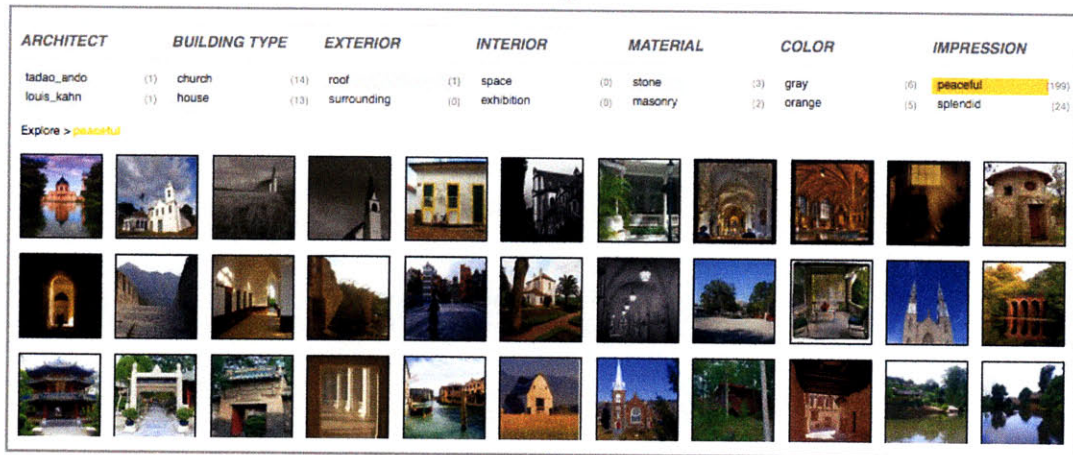 ARCHITECT BUILDING TYPE EXTERIOR INTERIOR MATERIAL COLOR IMPRESSION
tadao_ando (1) church (14) roof (1) space (0) stone (3) gray (6) peaceful (199)
louis_kahn (1) house (13) surrounding (0) exhibition (0) masonry (2) orange (5) splendid (24)
Explore > peaceful